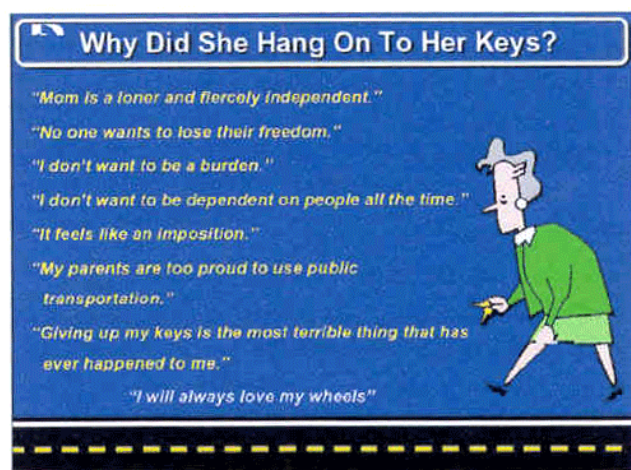 Why Did She Hang On To Her Keys?
"Mom is a loner and fiercely independent."
"No one wants to lose their freedom."
"I don't want to be a burden."
"I don't want to be dependent on people all the time."
"It feels like an imposition."
"My parents are too proud to use public
transportation."
"Giving up my keys is the most terrible thing that has
ever happened to me."
"I will always love my wheels"